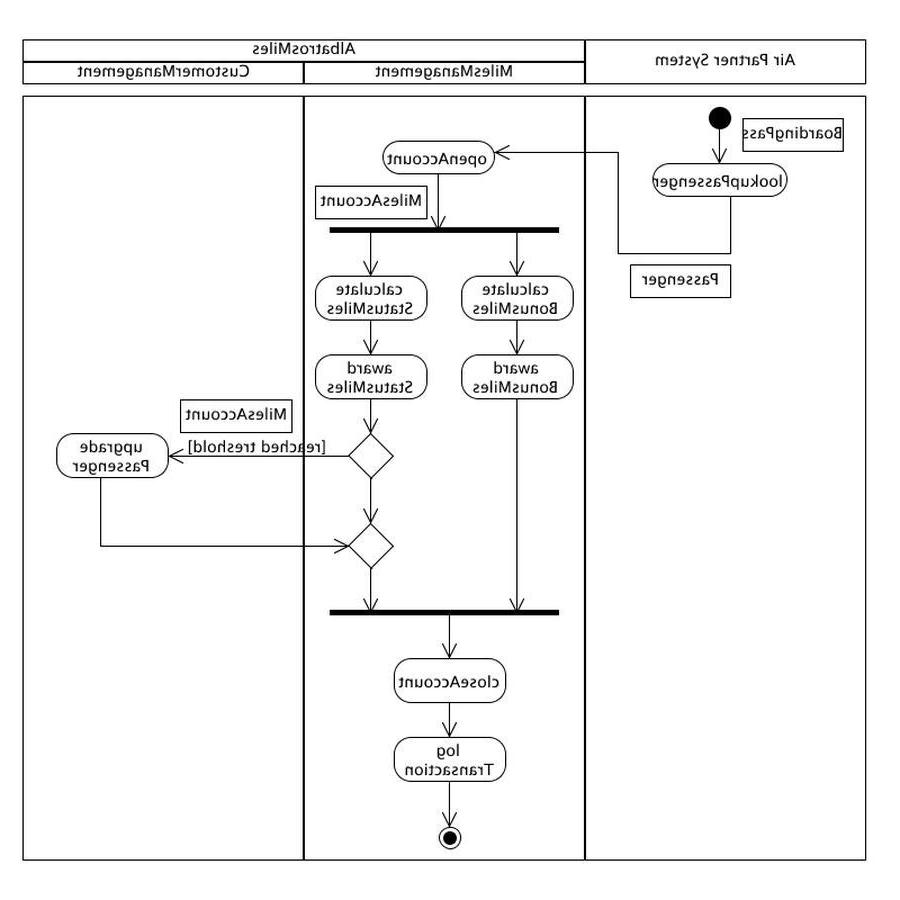 AlbatrosMiles
Air Partner System
MilesManagement
CustomerManagement
BoardingPass
lookupPassenger
openAccount
MilesAccount
Passenger
calculate
BonusMiles
calculate
StatusMiles
award
BonusMiles
award
StatusMiles
MilesAccount
[reached treshold]
upgrade
Passenger
closeAccount
log
Transaction